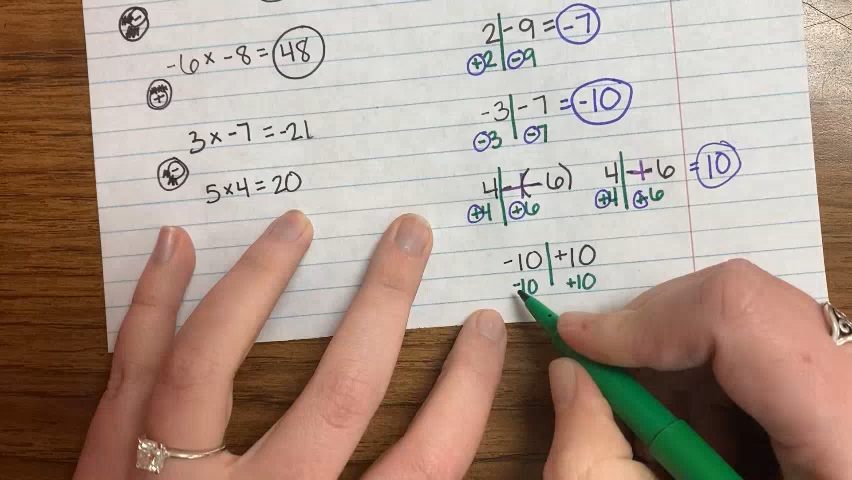 -6 x -8 = 48
+
3 x -7 = -21
-
5 x 4 = 20
2 - 9 = -7
+2 -9
-3 - 7 = -10
-3 -7
4 - (-6) 4 + 6 = 10
+4 +6 +4 +6
-10 + 10
-10 +10